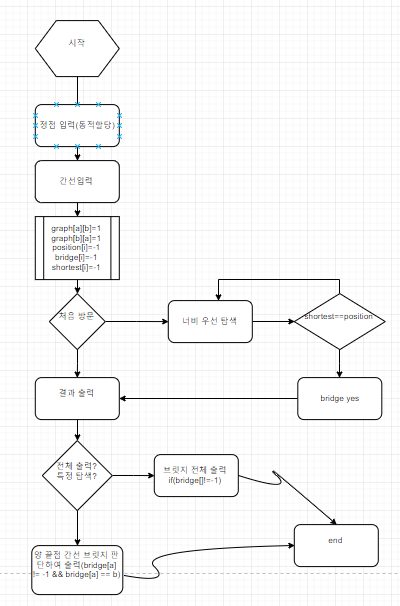 시작
정점 입력(동적할당)
간선입력
graph[a][b]=1
graph[b][a]=1
position[i]=-1
bridge[i]=-1
shortest[i]=-1
처음 방문
너비 우선 탐색
shortest==position
결과 출력
bridge yes
전체 출력?
특정 탐색?
브릿지 전체 출력
if(bridge[]!=-1)
end
양 끝점 간선 브릿지 판
단하여 출력(bridge[a]
!= -1 && bridge[a] == b)